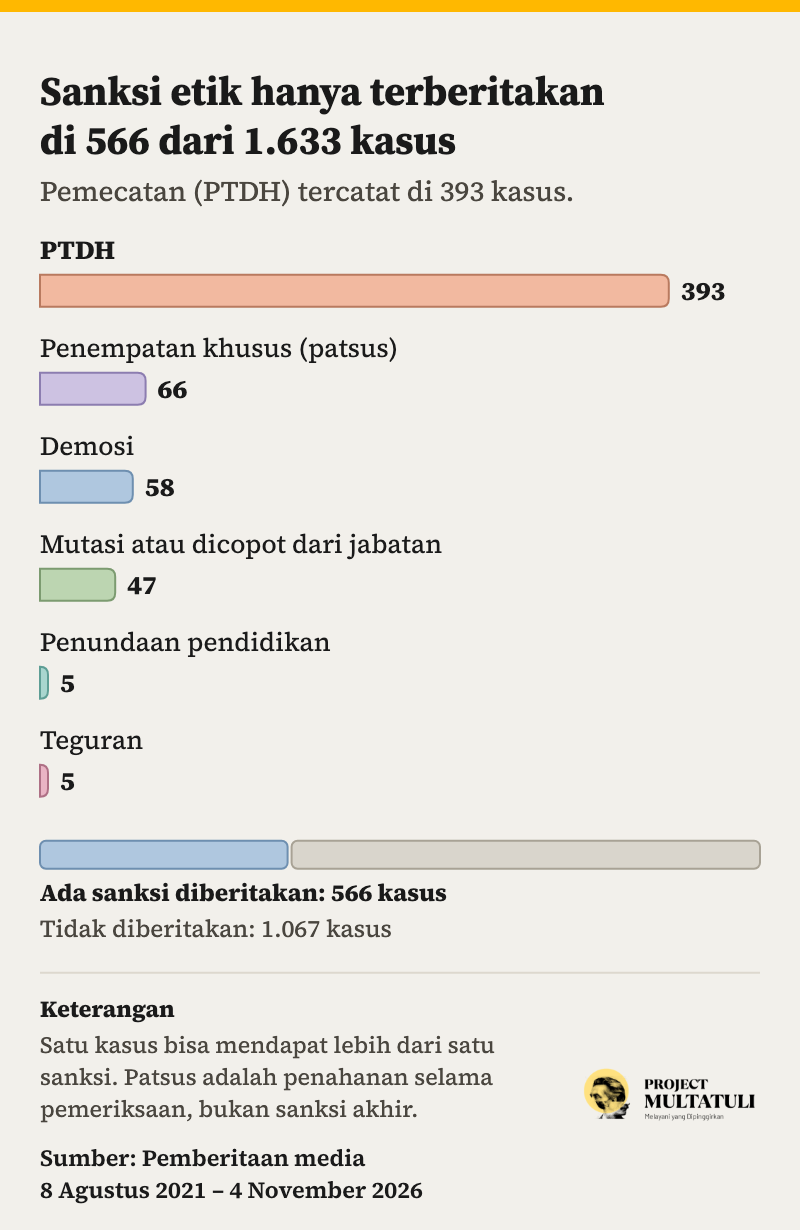 Sanksi etik hanya terberitakan
di 566 dari 1.633 kasus
Pemecatan (PTDH) tercatat di 393 kasus.
PTDH
393
Penempatan khusus (patsus)
66
Demosi
58
Mutasi atau dicopot dari jabatan
47
Penundaan pendidikan
5
Teguran
5
Ada sanksi diberitakan: 566 kasus
Tidak diberitakan: 1.067 kasus
Keterangan
Satu kasus bisa mendapat lebih dari satu
sanksi. Patsus adalah penahanan selama
pemeriksaan, bukan sanksi akhir.
PROJECT
MULTATULI
Melayani yang Dipinggirkan
Sumber: Pemberitaan media
8 Agustus 2021 – 4 November 2026